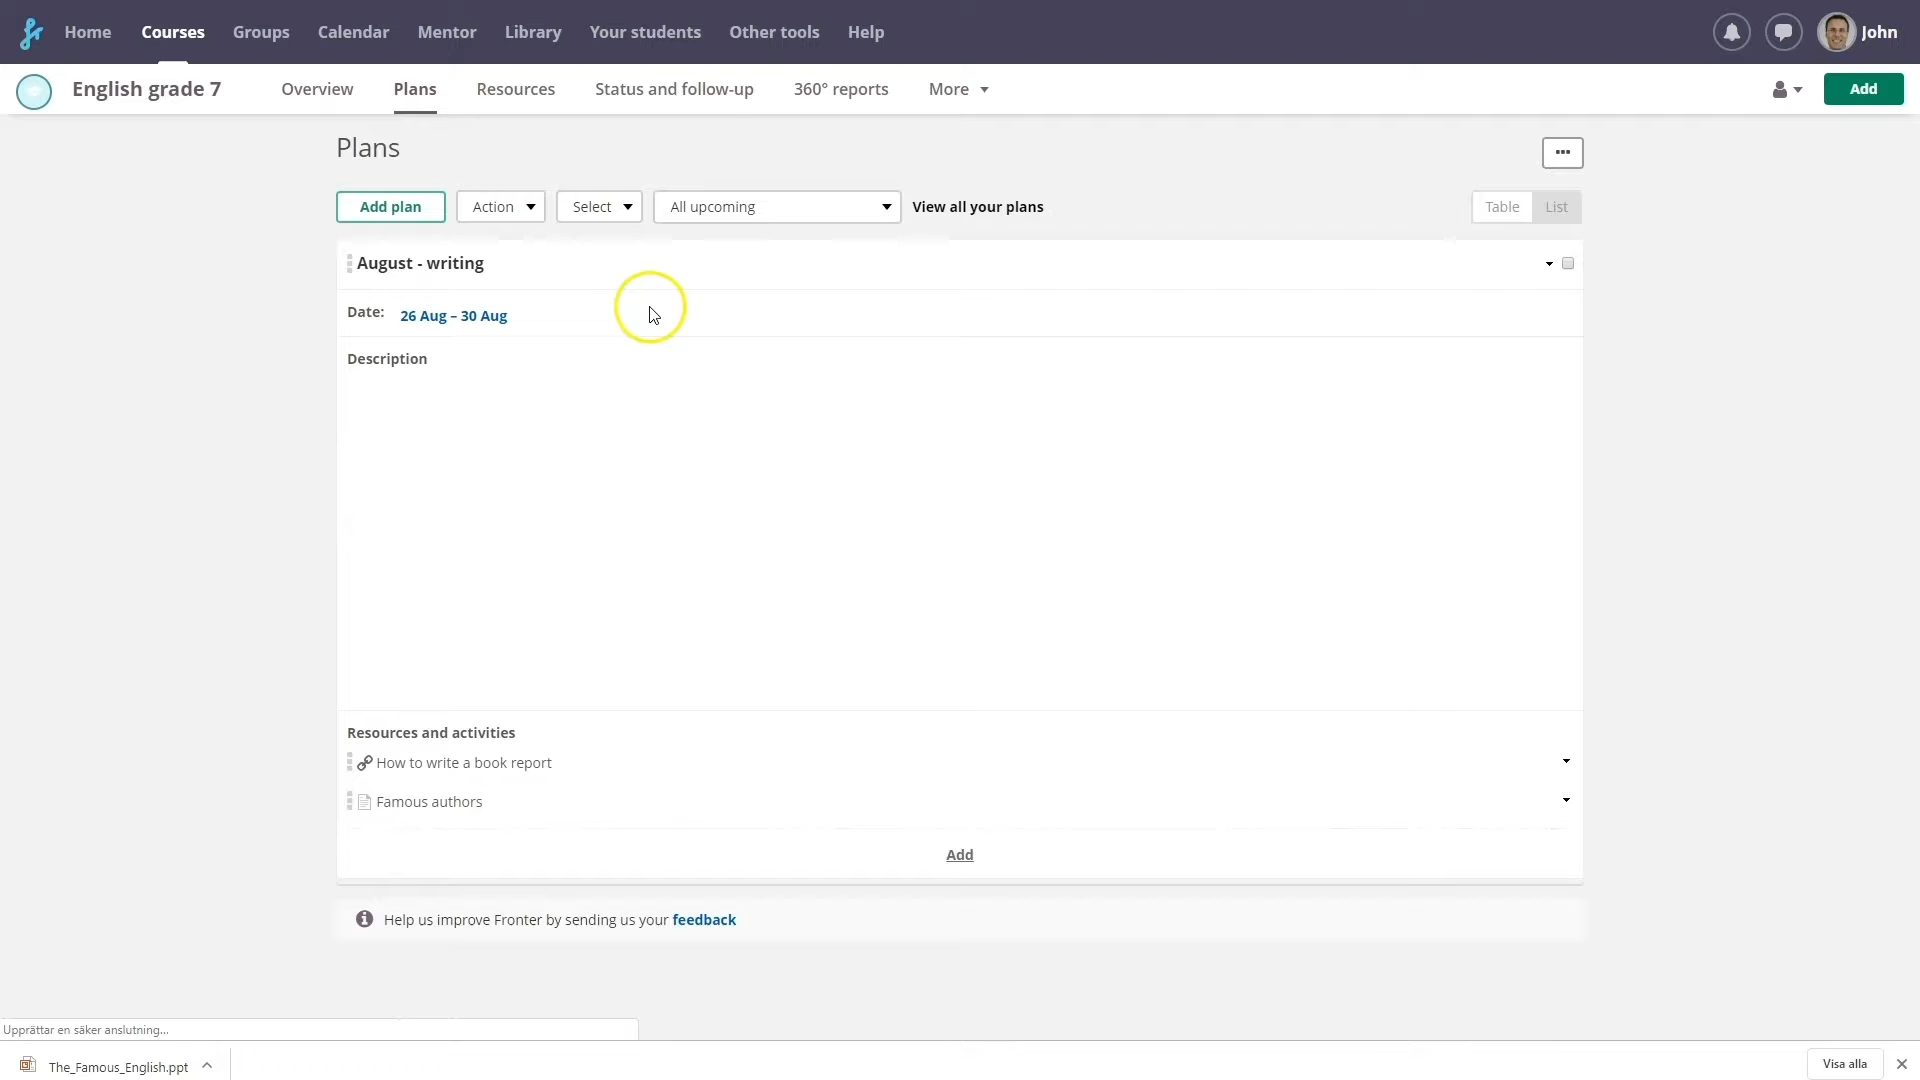 Home Courses Groups Calendar Mentor Library Your students Other tools Help John
English grade 7 Overview Plans Resources Status and follow-up 360° reports More Add
Plans
Add plan Action Select All upcoming View all your plans Table List
August - writing
Date: 26 Aug – 30 Aug
Description
Resources and activities
How to write a book report
Famous authors
Add
Help us improve Fronter by sending us your feedback
Upprättar en säker anslutning...
The_Famous_English.ppt Visa alla